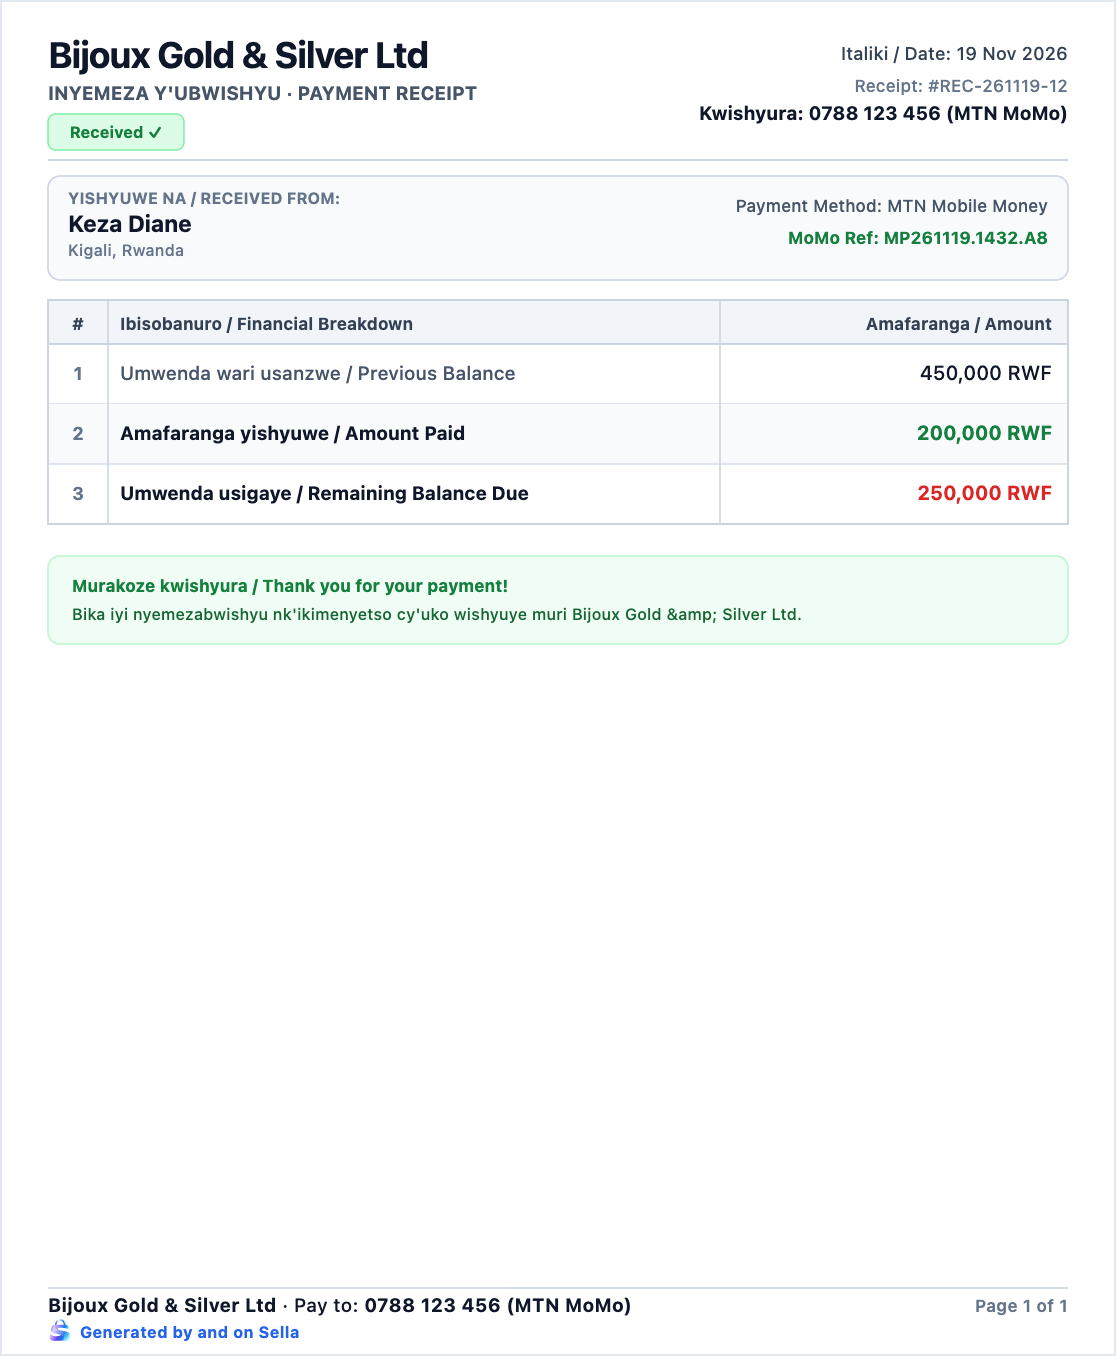 Bijoux Gold & Silver Ltd
INYEMEZA Y'UBWISHYU · PAYMENT RECEIPT
Received ✓
Italiki / Date: 19 Nov 2026
Receipt: #REC-261119-12
Kwishyura: 0788 123 456 (MTN MoMo)
YISHYUWE NA / RECEIVED FROM:
Keza Diane
Kigali, Rwanda
Payment Method: MTN Mobile Money
MoMo Ref: MP261119.1432.A8
# Ibisobanuro / Financial Breakdown Amafaranga / Amount
1 Umwenda wari usanzwe / Previous Balance 450,000 RWF
2 Amafaranga yishyuwe / Amount Paid 200,000 RWF
3 Umwenda usigaye / Remaining Balance Due 250,000 RWF
Murakoze kwishyura / Thank you for your payment!
Bika iyi nyemezabwishyu nk'ikimenyetso cy'uko wishyuye muri Bijoux Gold &amp; Silver Ltd.
Bijoux Gold & Silver Ltd · Pay to: 0788 123 456 (MTN MoMo)
Page 1 of 1
Generated by and on Sella